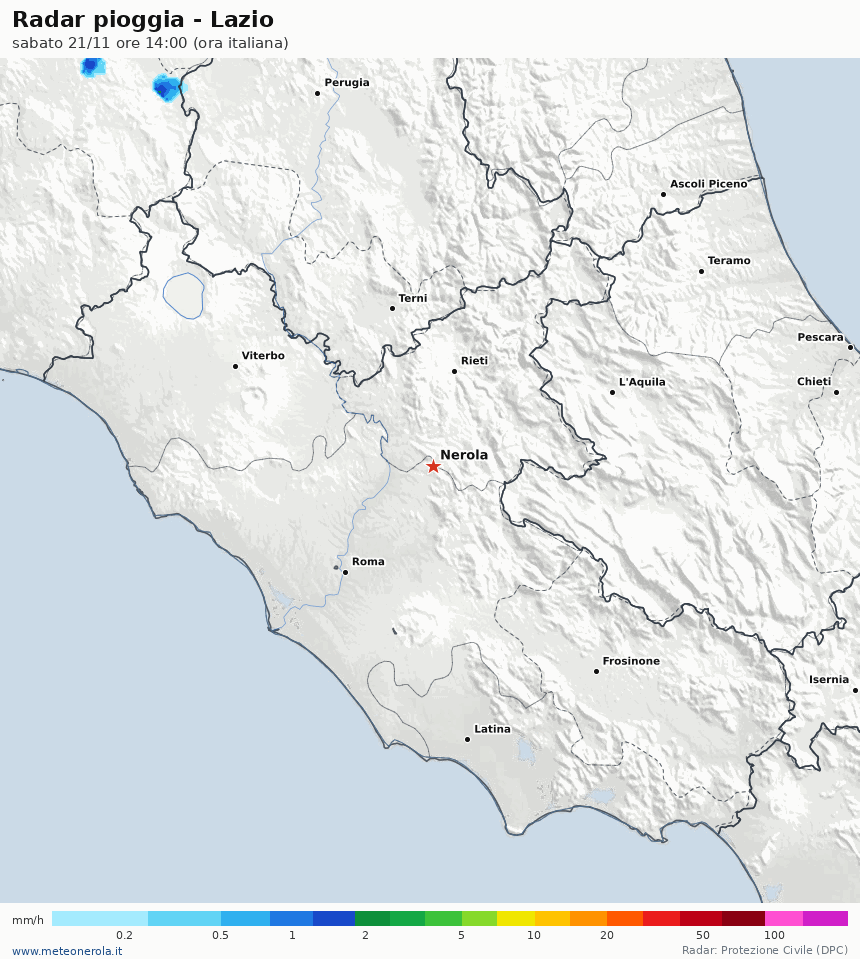 Radar pioggia - Lazio
sabato 21/11 ore 14:00 (ora italiana)
Perugia
Ascoli Piceno
Teramo
Terni
Pescara
Viterbo
Rieti
L'Aquila
Chieti
Nerola
Roma
Frosinone
Isernia
Latina
mm/h
0.2 0.5 1 2 5 10 20 50 100
www.meteonerola.it
Radar: Protezione Civile (DPC)